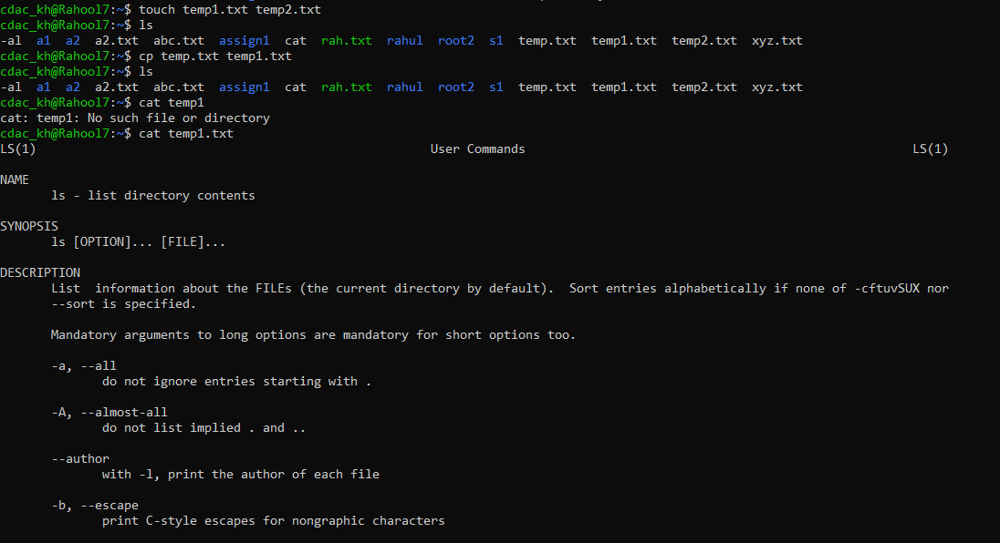 cdac_kh@Rahool7:~$ touch temp1.txt temp2.txt
cdac_kh@Rahool7:~$ ls
-al  a1  a2  a2.txt  abc.txt  assign1  cat  rah.txt  rahul  root2  s1  temp.txt  temp1.txt  temp2.txt  xyz.txt
cdac_kh@Rahool7:~$ cp temp.txt temp1.txt
cdac_kh@Rahool7:~$ ls
-al  a1  a2  a2.txt  abc.txt  assign1  cat  rah.txt  rahul  root2  s1  temp.txt  temp1.txt  temp2.txt  xyz.txt
cdac_kh@Rahool7:~$ cat temp1
cat: temp1: No such file or directory
cdac_kh@Rahool7:~$ cat temp1.txt
LS(1)                                                      User Commands                                                     LS(1)
NAME
       ls - list directory contents
SYNOPSIS
       ls [OPTION]... [FILE]...
DESCRIPTION
       List  information about the FILEs (the current directory by default).  Sort entries alphabetically if none of -cftuvSUX nor
       --sort is specified.
       Mandatory arguments to long options are mandatory for short options too.
       -a, --all
              do not ignore entries starting with .
       -A, --almost-all
              do not list implied . and ..
       --author
              with -l, print the author of each file
       -b, --escape
              print C-style escapes for nongraphic characters